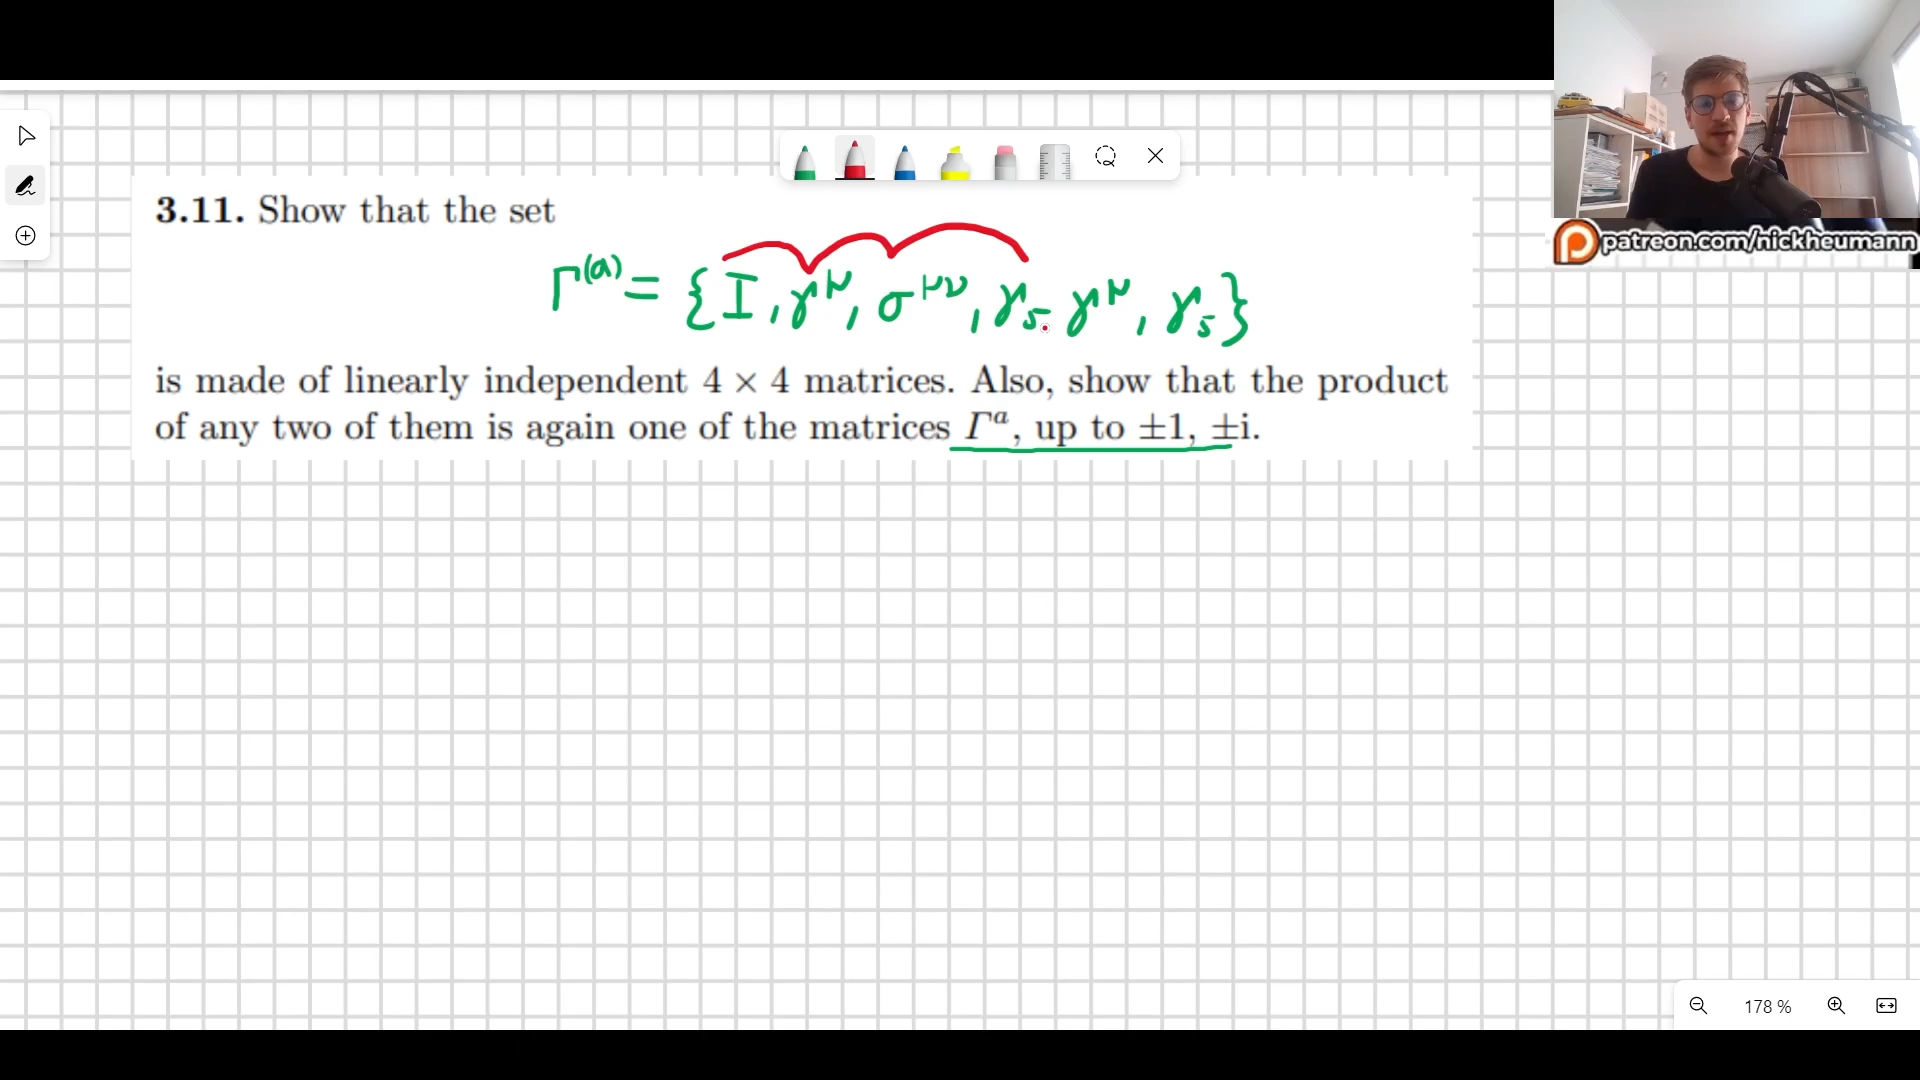 3.11. Show that the set
Γ⁽ᵃ⁾ = {I, γ^μ, σ^μν, γ₅ γ^μ, γ₅}
is made of linearly independent 4 × 4 matrices. Also, show that the product
of any two of them is again one of the matrices Γᵃ, up to ±1, ±i.
patreon.com/nickheumann
178 %